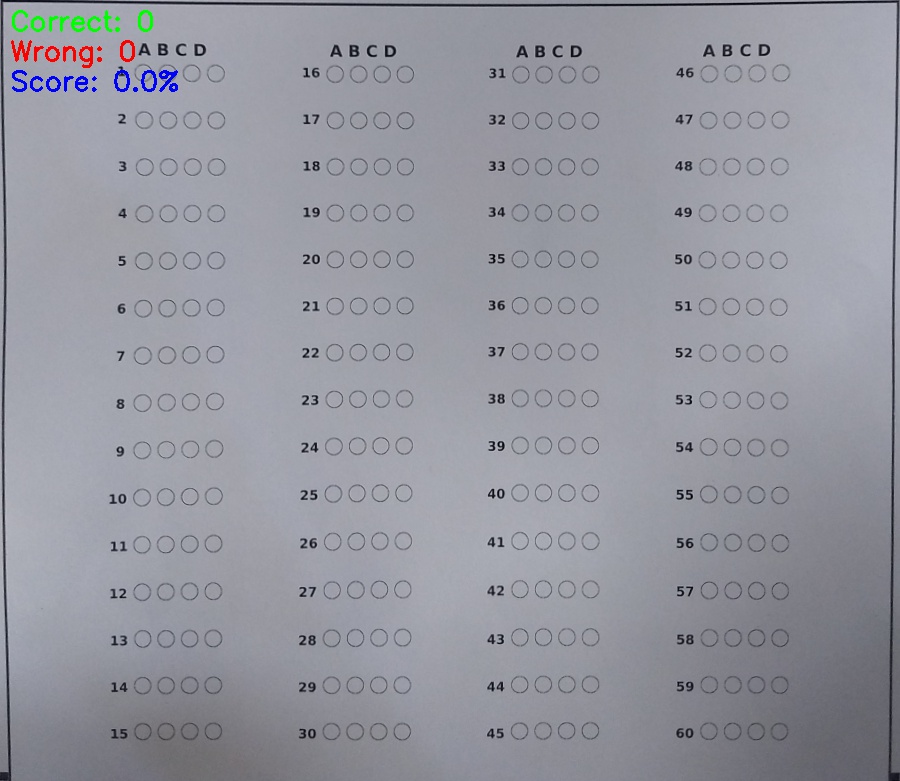 Correct: 0
Wrong: 0
Score: 0.0%
A B C D A B C D A B C D A B C D
1 16 31 46
2 17 32 47
3 18 33 48
4 19 34 49
5 20 35 50
6 21 36 51
7 22 37 52
8 23 38 53
9 24 39 54
10 25 40 55
11 26 41 56
12 27 42 57
13 28 43 58
14 29 44 59
15 30 45 60